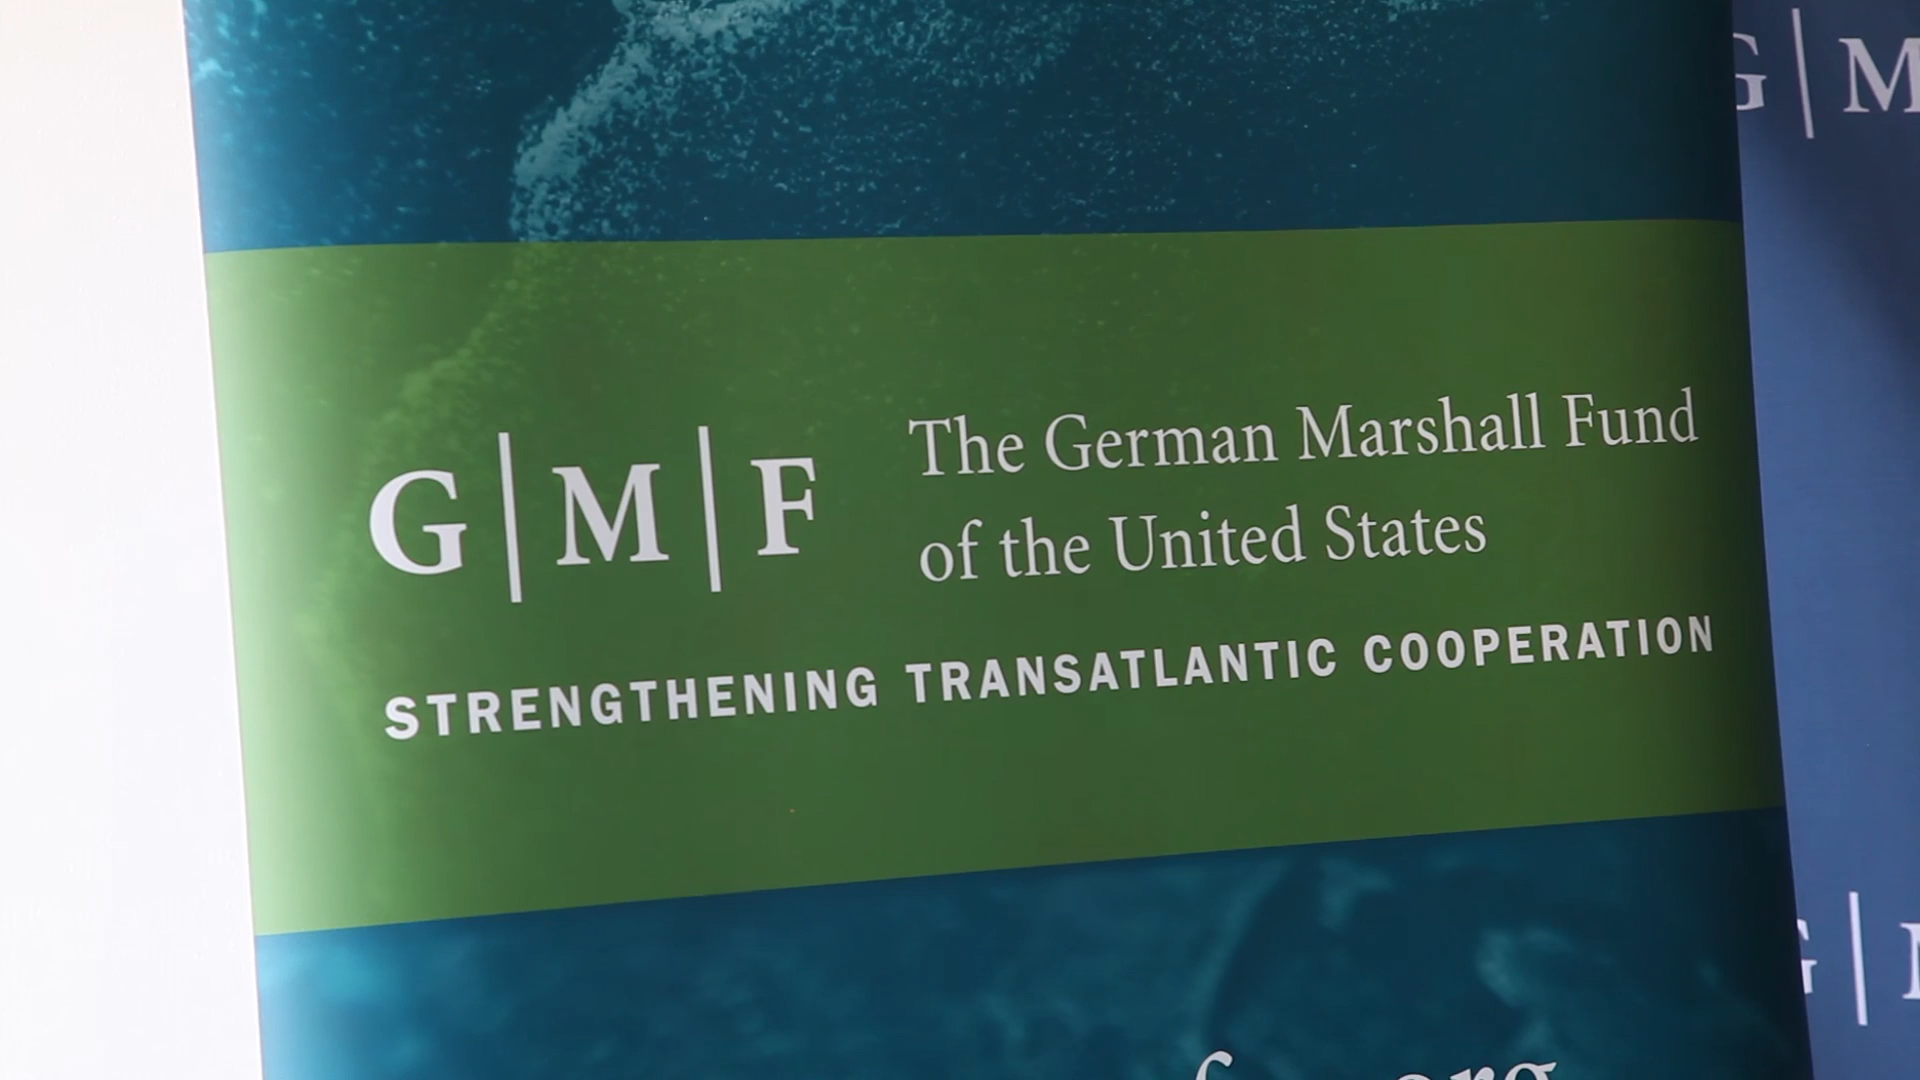 G|M
G|M|F
The German Marshall Fund
of the United States
STRENGTHENING TRANSATLANTIC COOPERATION